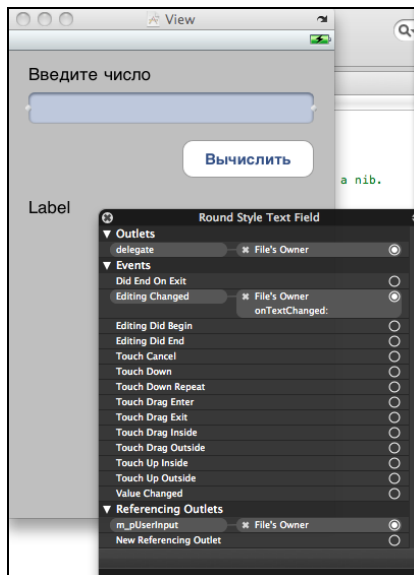 View
Введите число
Вычислить
a nib.
Label
Round Style Text Field
Outlets
delegate File's Owner
Events
Did End On Exit
Editing Changed File's Owner
onTextChanged:
Editing Did Begin
Editing Did End
Touch Cancel
Touch Down
Touch Down Repeat
Touch Drag Enter
Touch Drag Exit
Touch Drag Inside
Touch Drag Outside
Touch Up Inside
Touch Up Outside
Value Changed
Referencing Outlets
m_pUserInput File's Owner
New Referencing Outlet